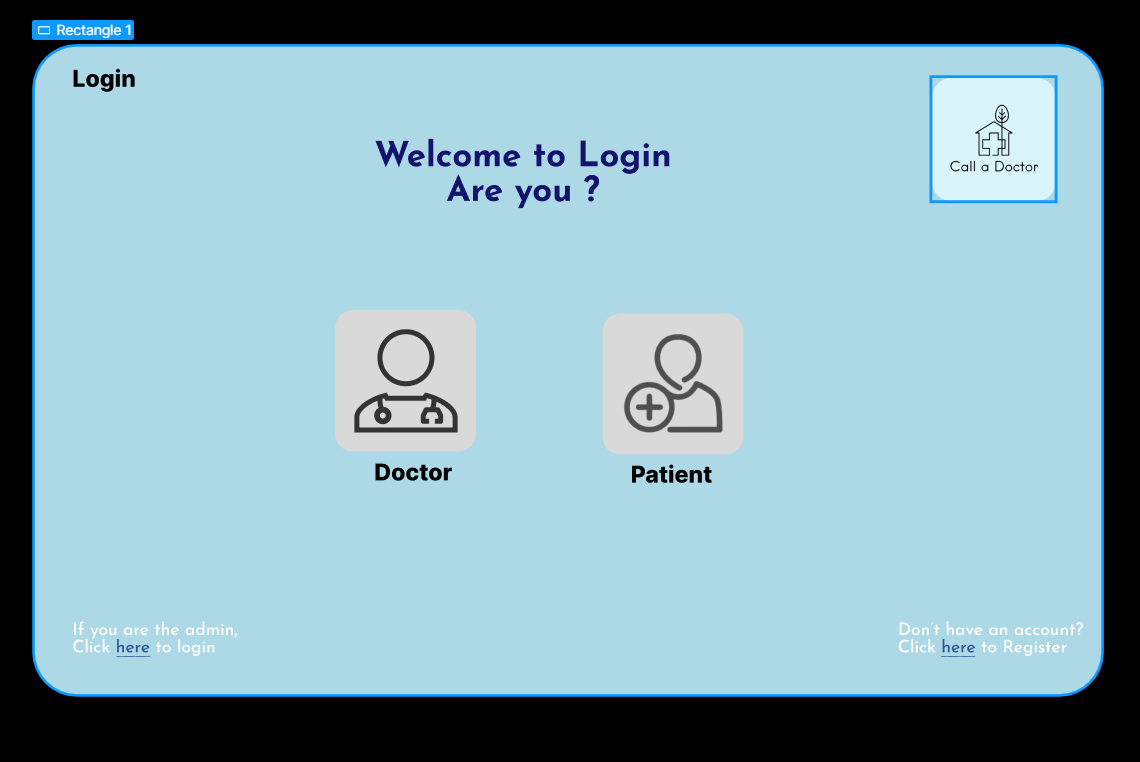 Rectangle 1
Login
Call a Doctor
Welcome to Login
Are you ?
Doctor
Patient
If you are the admin,
Click here to login
Don't have an account?
Click here to Register